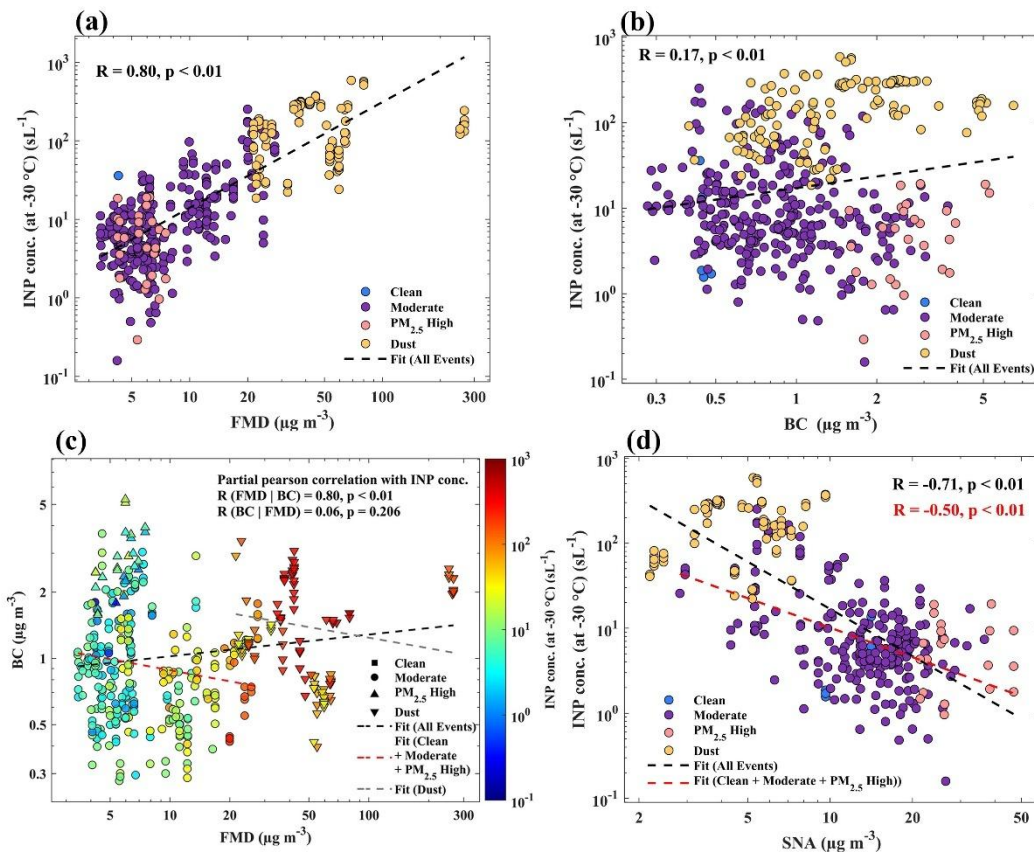 (a)
R = 0.80, p < 0.01
INP conc. (at -30 °C) (sL⁻¹)
10³
10²
10¹
10⁰
10⁻¹
Clean
Moderate
PM₂.₅ High
Dust
Fit (All Events)
5 10 20 50 100 300
FMD (µg m⁻³)
(b)
R = 0.17, p < 0.01
INP conc. (at -30 °C) (sL⁻¹)
10³
10²
10¹
10⁰
10⁻¹
Clean
Moderate
PM₂.₅ High
Dust
Fit (All Events)
0.3 0.5 1 2 5
BC (µg m⁻³)
(c)
Partial pearson correlation with INP conc.
R (FMD | BC) = 0.80, p < 0.01
R (BC | FMD) = 0.06, p = 0.206
BC (µg m⁻³)
5
2
1
0.5
0.3
Clean
Moderate
PM₂.₅ High
Dust
Fit (All Events)
Fit (Clean
+ Moderate
+ PM₂.₅ High)
Fit (Dust)
5 10 20 50 100 300
FMD (µg m⁻³)
10³
10²
10¹
10⁰
10⁻¹
INP conc. (at -30 °C) (sL⁻¹)
(d)
R = -0.71, p < 0.01
R = -0.50, p < 0.01
INP conc. (at -30 °C) (sL⁻¹)
10³
10²
10¹
10⁰
10⁻¹
Clean
Moderate
PM₂.₅ High
Dust
Fit (All Events)
Fit (Clean + Moderate + PM₂.₅ High))
2 5 10 20 50
SNA (µg m⁻³)